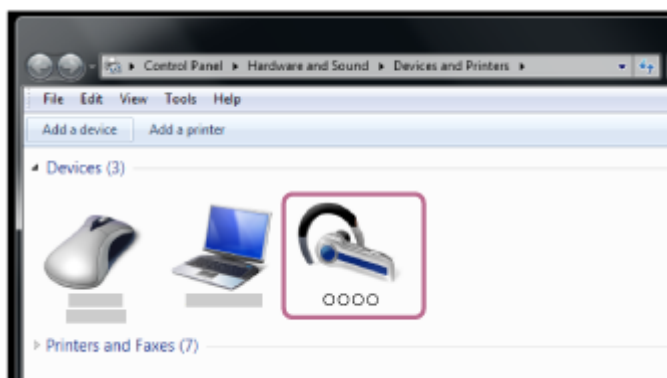 Control Panel ▸ Hardware and Sound ▸ Devices and Printers ▸
File Edit View Tools Help
Add a device Add a printer
Devices (3)
OOOO
Printers and Faxes (7)